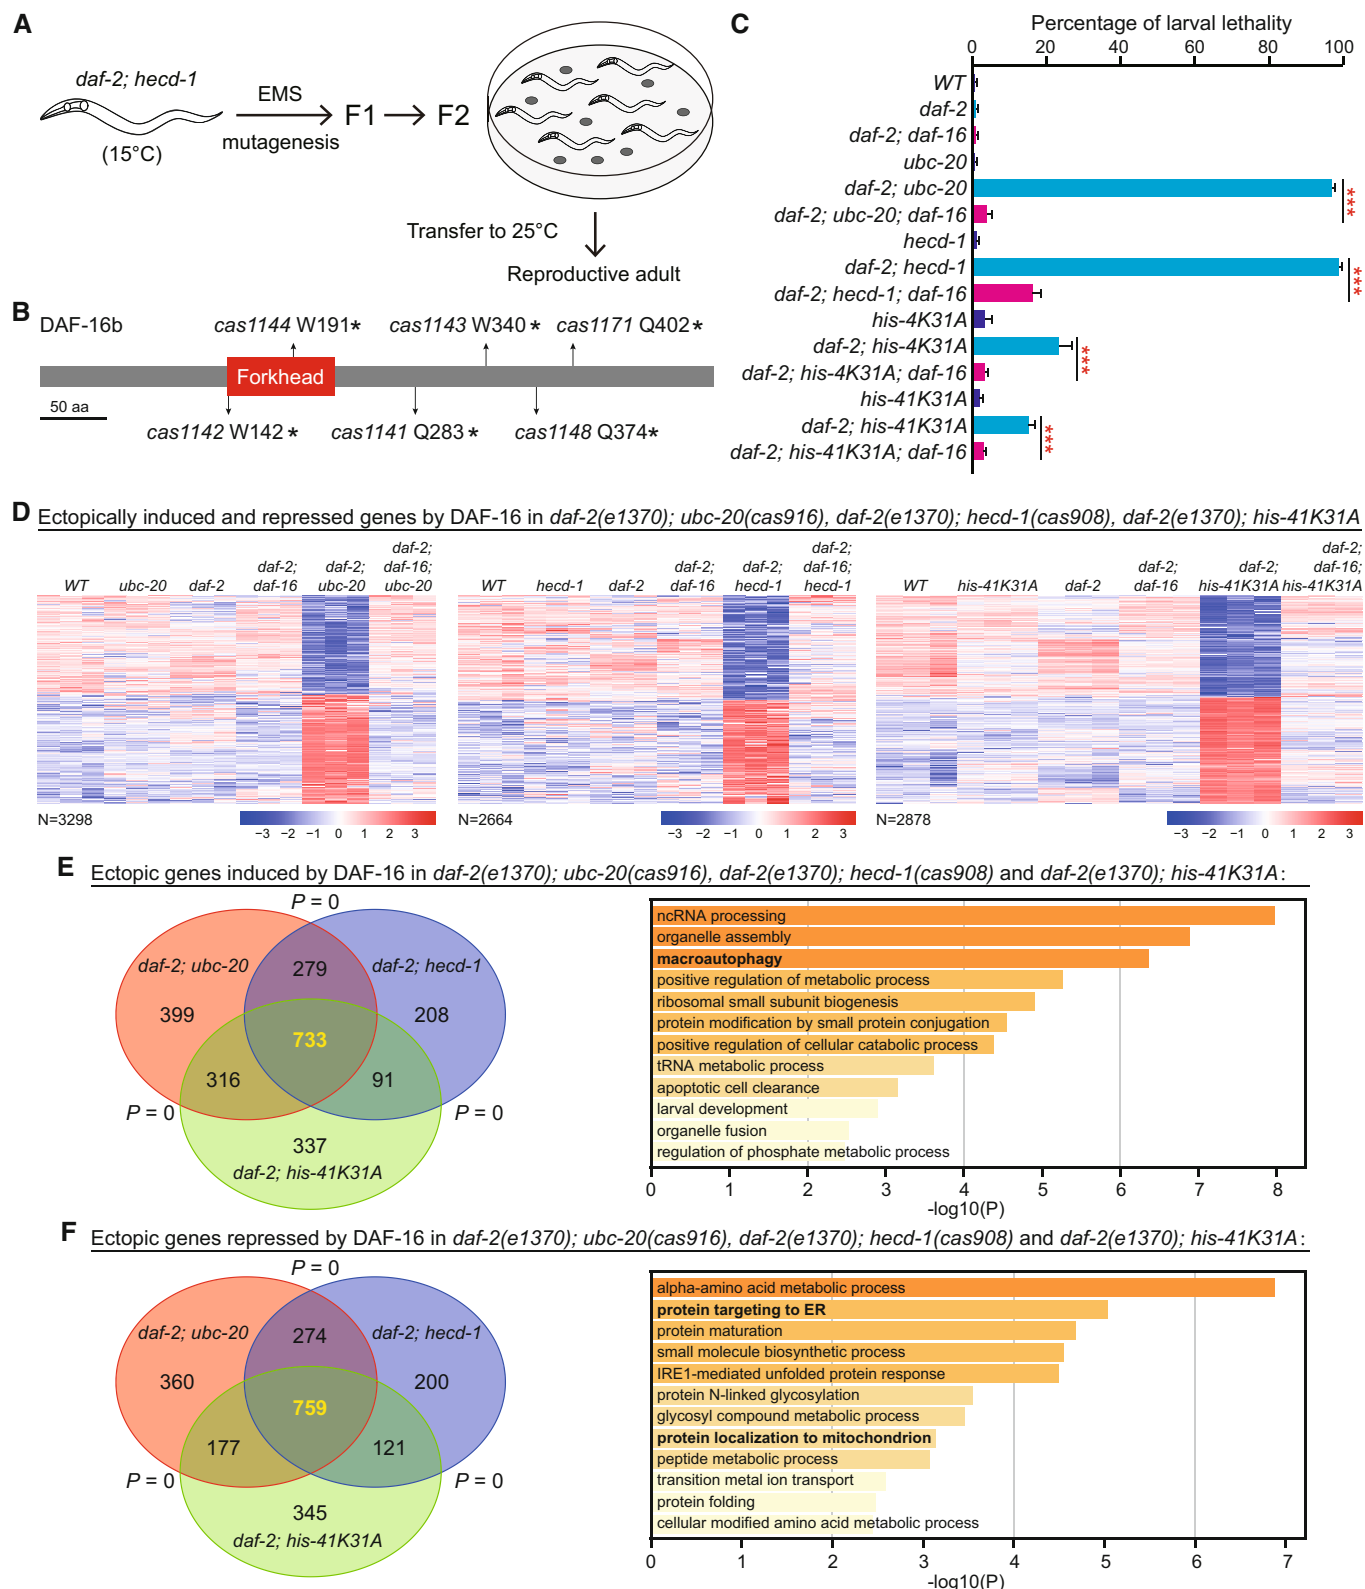 A
daf-2; hecd-1
(15°C)
EMS
mutagenesis
F1
F2
Transfer to 25°C
Reproductive adult
B
DAF-16b
cas1144 W191*
cas1143 W340*
cas1171 Q402*
Forkhead
50 aa
cas1142 W142*
cas1141 Q283*
cas1148 Q374*
C
Percentage of larval lethality
0 20 40 60 80 100
WT
daf-2
daf-2; daf-16
ubc-20
daf-2; ubc-20
***
daf-2; ubc-20; daf-16
hecd-1
daf-2; hecd-1
***
daf-2; hecd-1; daf-16
his-4K31A
daf-2; his-4K31A
***
daf-2; his-4K31A; daf-16
his-41K31A
daf-2; his-41K31A
***
daf-2; his-41K31A; daf-16
D Ectopically induced and repressed genes by DAF-16 in daf-2(e1370); ubc-20(cas916), daf-2(e1370); hecd-1(cas908), daf-2(e1370); his-41K31A
WT
ubc-20
daf-2
daf-2;
daf-16
daf-2;
ubc-20
daf-2;
daf-16;
ubc-20
N=3298
−3 −2 −1 0 1 2 3
WT
hecd-1
daf-2
daf-2;
daf-16
daf-2;
hecd-1
daf-2;
daf-16;
hecd-1
N=2664
−3 −2 −1 0 1 2 3
WT
his-41K31A
daf-2
daf-2;
daf-16
daf-2;
his-41K31A
daf-2;
daf-16;
his-41K31A
N=2878
−3 −2 −1 0 1 2 3
E Ectopic genes induced by DAF-16 in daf-2(e1370); ubc-20(cas916), daf-2(e1370); hecd-1(cas908) and daf-2(e1370); his-41K31A:
P = 0
daf-2; ubc-20
279
daf-2; hecd-1
399
733
208
316
91
P = 0
P = 0
337
daf-2; his-41K31A
ncRNA processing
organelle assembly
macroautophagy
positive regulation of metabolic process
ribosomal small subunit biogenesis
protein modification by small protein conjugation
positive regulation of cellular catabolic process
tRNA metabolic process
apoptotic cell clearance
larval development
organelle fusion
regulation of phosphate metabolic process
0 1 2 3 4 5 6 7 8
-log10(P)
F Ectopic genes repressed by DAF-16 in daf-2(e1370); ubc-20(cas916), daf-2(e1370); hecd-1(cas908) and daf-2(e1370); his-41K31A:
P = 0
daf-2; ubc-20
274
daf-2; hecd-1
360
759
200
177
121
P = 0
P = 0
345
daf-2; his-41K31A
alpha-amino acid metabolic process
protein targeting to ER
protein maturation
small molecule biosynthetic process
IRE1-mediated unfolded protein response
protein N-linked glycosylation
glycosyl compound metabolic process
protein localization to mitochondrion
peptide metabolic process
transition metal ion transport
protein folding
cellular modified amino acid metabolic process
0 1 2 3 4 5 6 7
-log10(P)